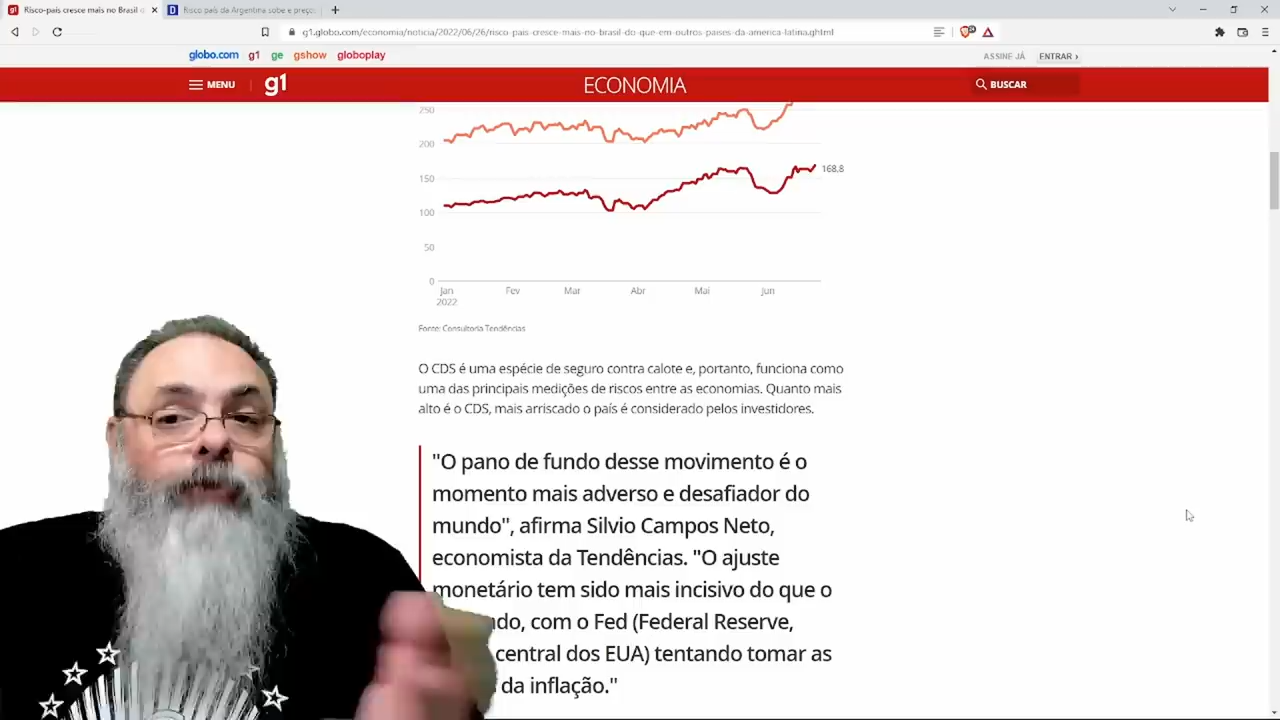 g1 Risco-país cresce mais no Brasil d
D Risco país da Argentina sobe e preço
g1.globo.com/economia/noticia/2022/06/26/risco-pais-cresce-mais-no-brasil-do-que-em-outros-paises-da-america-latina.ghtml
globo.com g1 ge gshow globoplay
ASSINE JÁ ENTRAR ›
MENU g1 ECONOMIA BUSCAR
250
200
150
168,8
100
50
0
Jan Fev Mar Abr Mai Jun
2022
Fonte: Consultoria Tendências
O CDS é uma espécie de seguro contra calote e, portanto, funciona como
uma das principais medições de riscos entre as economias. Quanto mais
alto é o CDS, mais arriscado o país é considerado pelos investidores.
"O pano de fundo desse movimento é o
momento mais adverso e desafiador do
mundo", afirma Silvio Campos Neto,
economista da Tendências. "O ajuste
monetário tem sido mais incisivo do que o
ndo, com o Fed (Federal Reserve,
central dos EUA) tentando tomar as
da inflação."